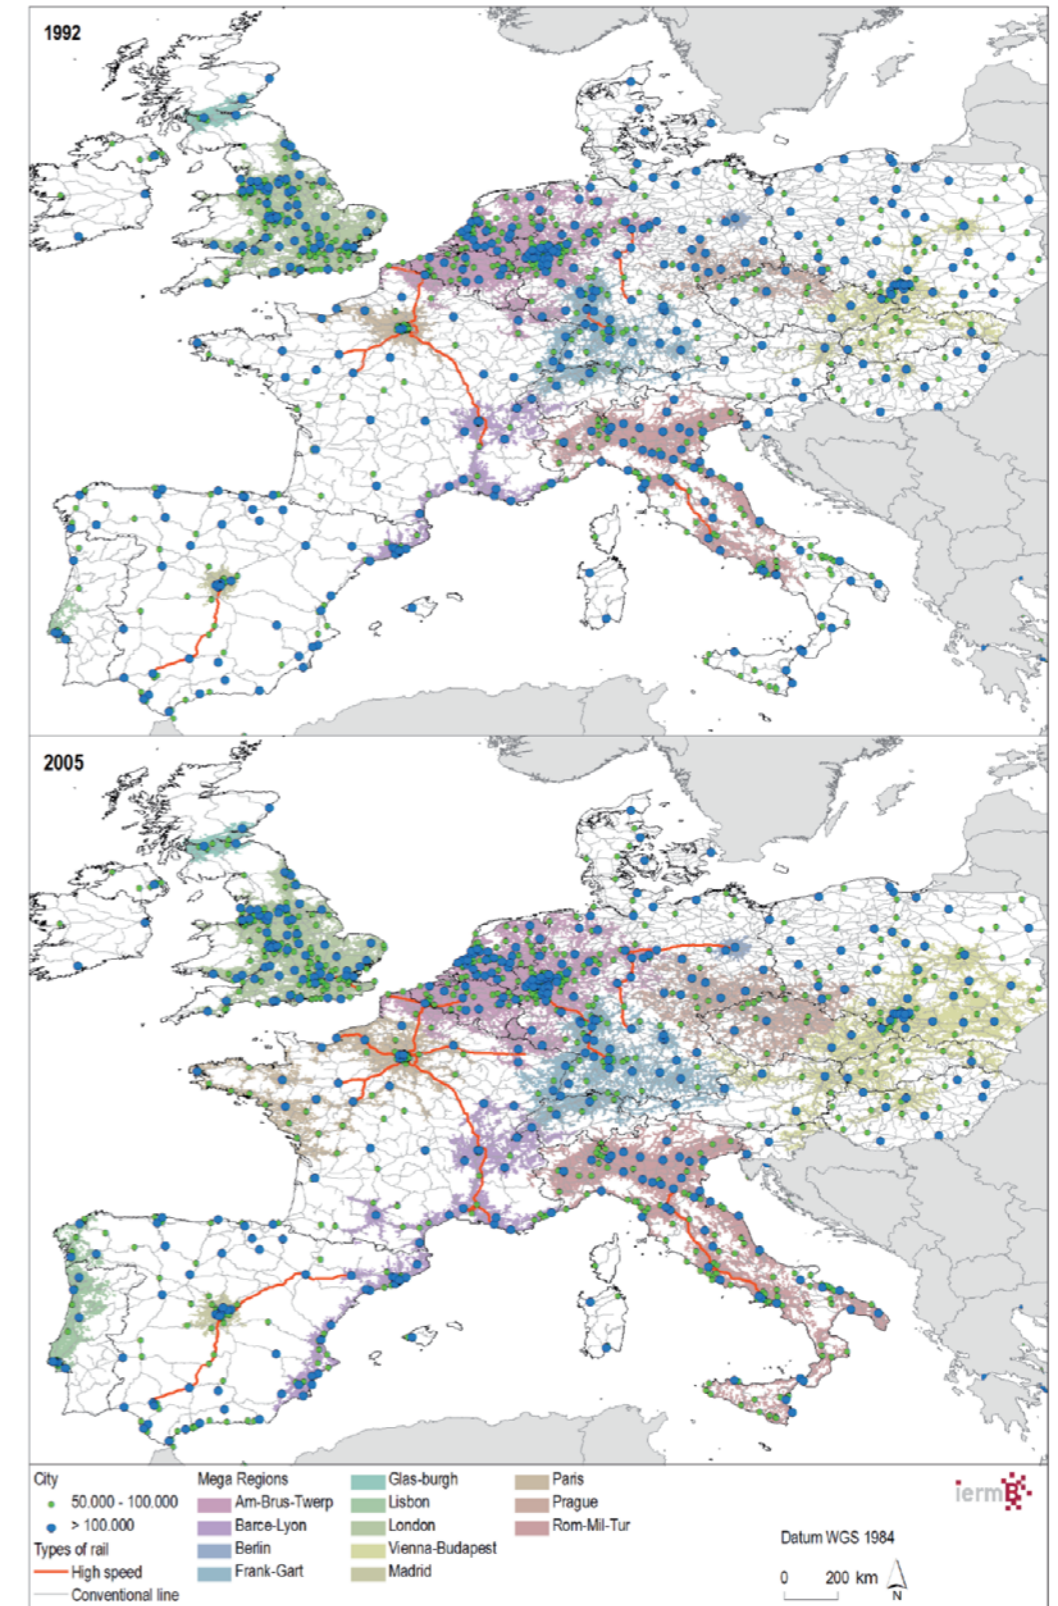 1992
2005
City
50.000 - 100.000
> 100.000
Types of rail
High speed
Conventional line
Mega Regions
Am-Brus-Twerp
Barce-Lyon
Berlin
Frank-Gart
Glas-burgh
Lisbon
London
Vienna-Budapest
Madrid
Paris
Prague
Rom-Mil-Tur
iermB
Datum WGS 1984
0 200 km
N